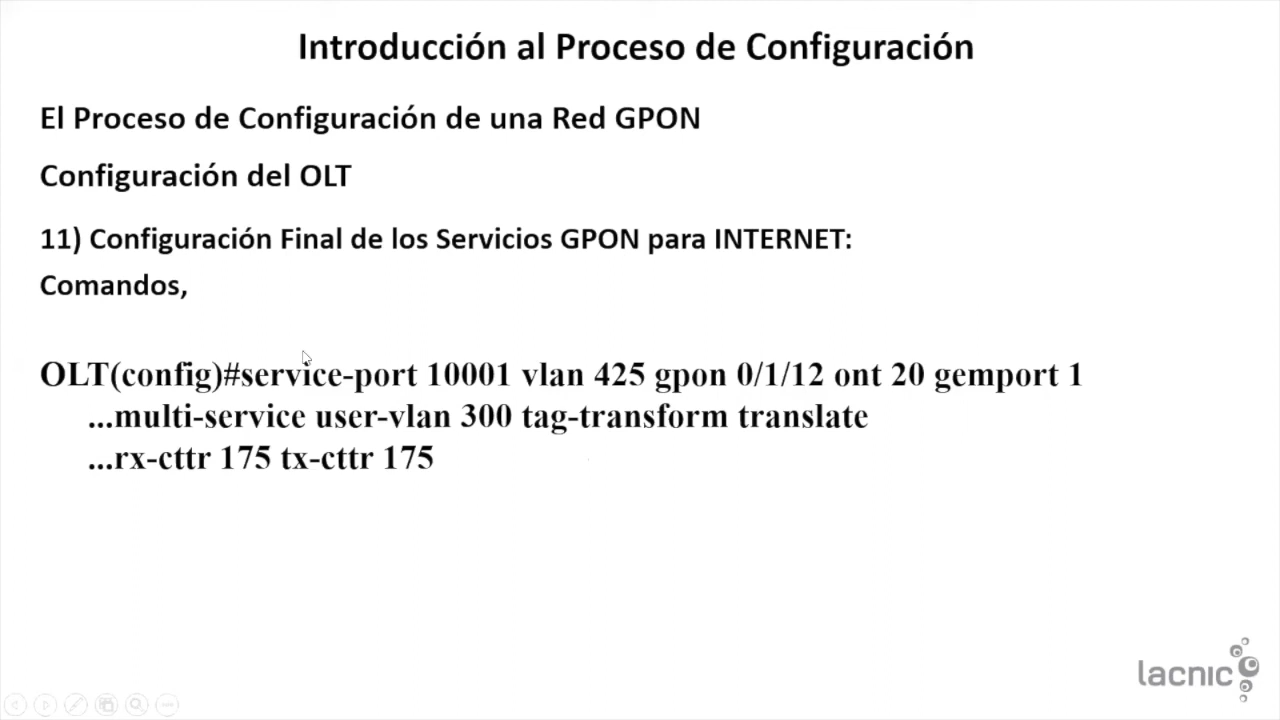 Introducción al Proceso de Configuración
El Proceso de Configuración de una Red GPON
Configuración del OLT
11) Configuración Final de los Servicios GPON para INTERNET:
Comandos,
OLT(config)#service-port 10001 vlan 425 gpon 0/1/12 ont 20 gemport 1
...multi-service user-vlan 300 tag-transform translate
...rx-cttr 175 tx-cttr 175
lacnic